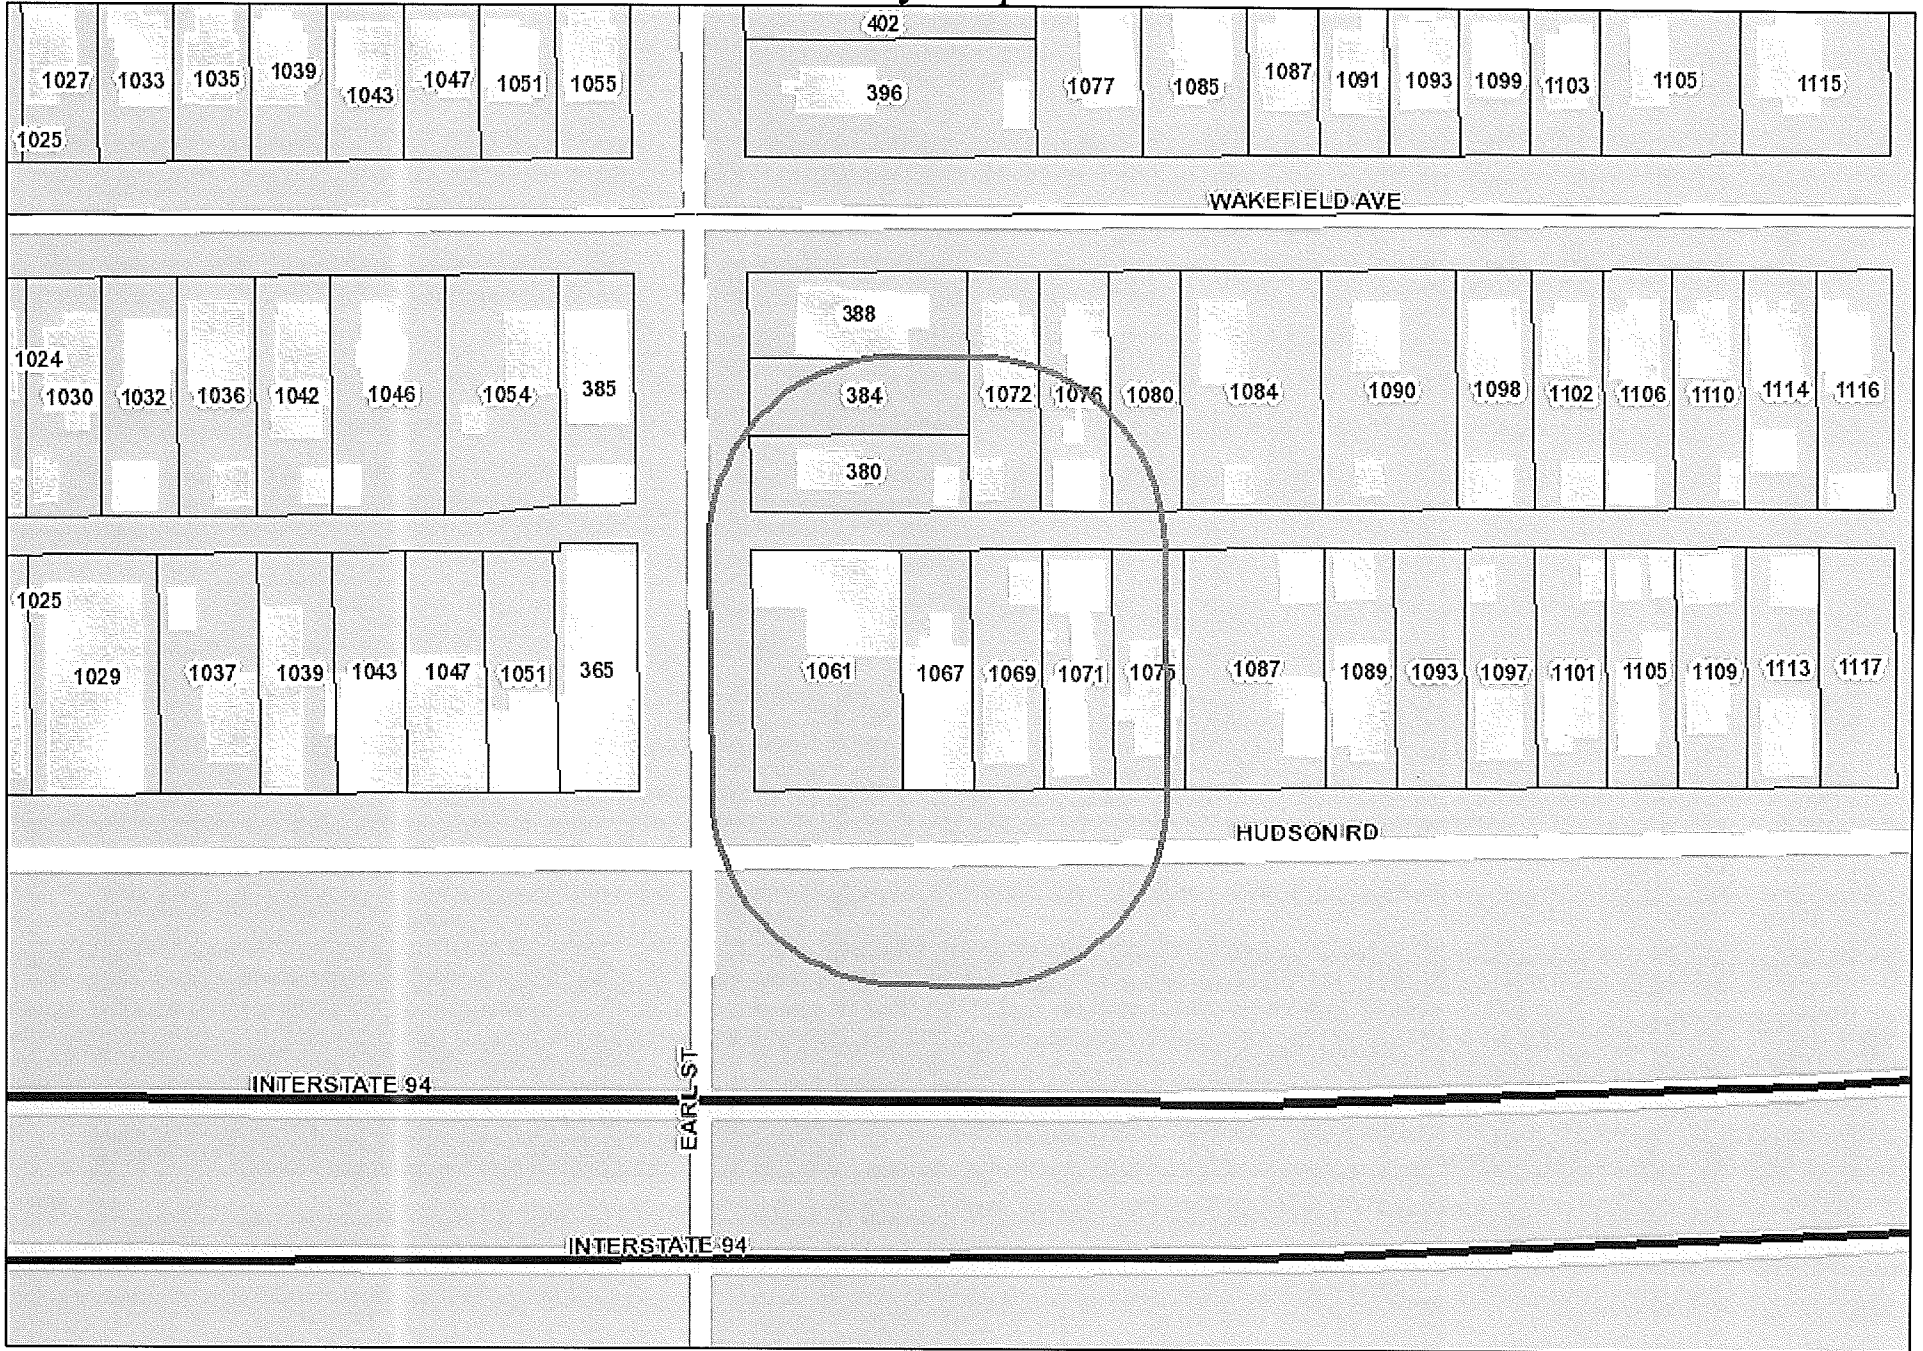 402
1027 1033 1035 1039 1043 1047 1051 1055 396 1077 1085 1087 1091 1093 1099 1103 1105 1115
1025
WAKEFIELD AVE
388
1024
1030 1032 1036 1042 1046 1054 385 384 1072 1076 1080 1084 1090 1098 1102 1106 1110 1114 1116
380
1025
1029 1037 1039 1043 1047 1051 365 1061 1067 1069 1071 1075 1087 1089 1093 1097 1101 1105 1109 1113 1117
HUDSON RD
INTERSTATE 94
EARL ST
INTERSTATE 94